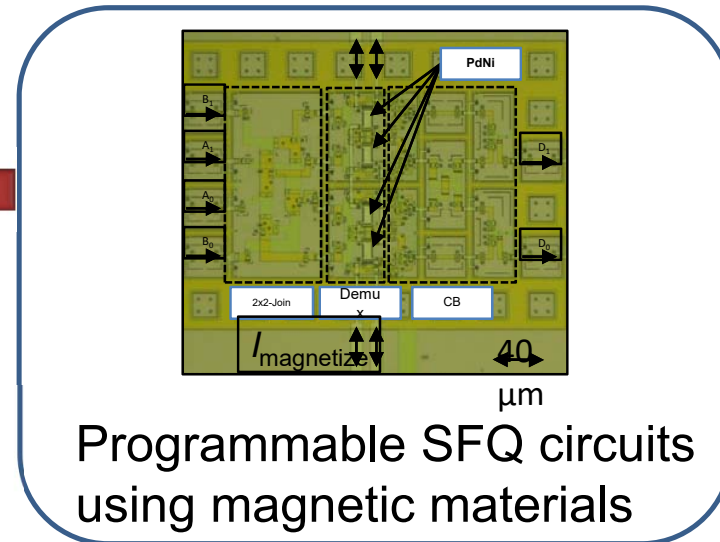 PdNi
B₁
A₁
D₁
A₀
B₀
D₀
2x2-Join
Demu
x
CB
Imagnetize
40
μm
Programmable SFQ circuits
using magnetic materials